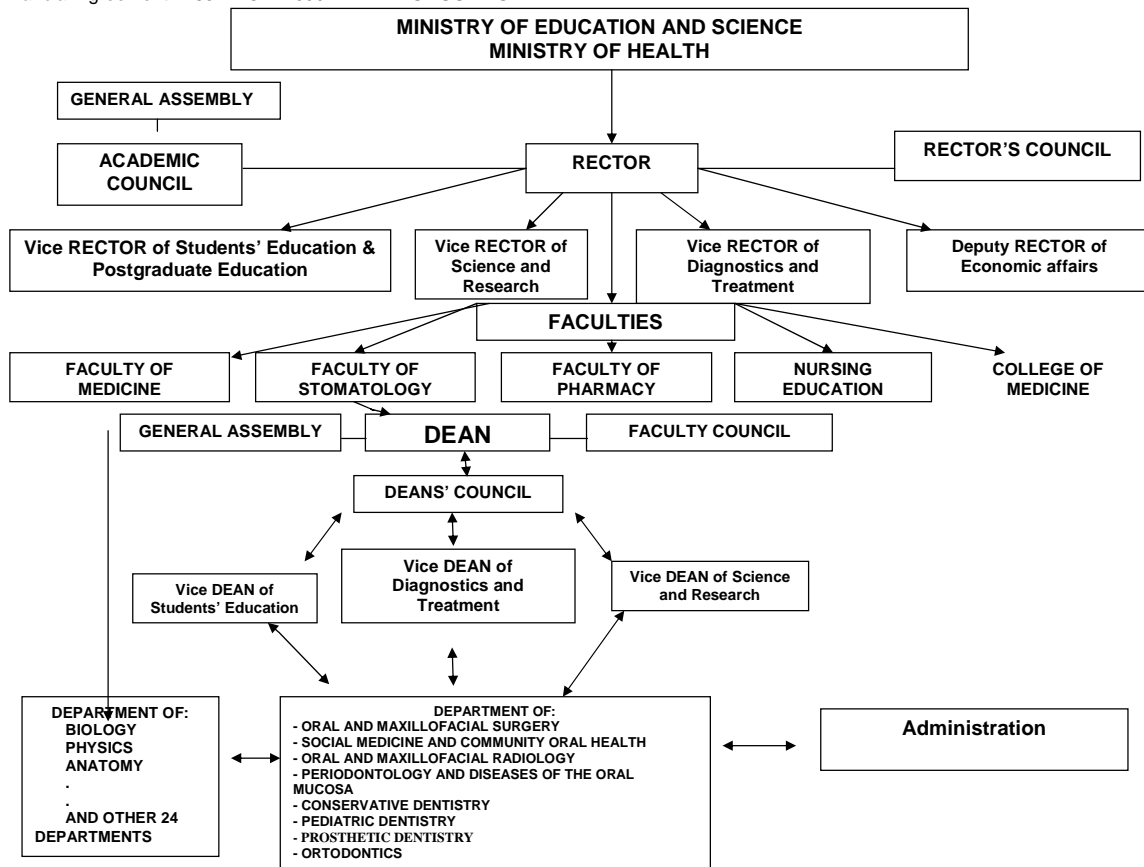 MINISTRY OF EDUCATION AND SCIENCE
MINISTRY OF HEALTH
GENERAL ASSEMBLY
ACADEMIC
COUNCIL
RECTOR
RECTOR'S COUNCIL
Vice RECTOR of Students' Education &
Postgraduate Education
Vice RECTOR of
Science and
Research
Vice RECTOR of
Diagnostics and
Treatment
Deputy RECTOR of
Economic affairs
FACULTIES
FACULTY OF
MEDICINE
FACULTY OF
STOMATOLOGY
FACULTY OF
PHARMACY
NURSING
EDUCATION
COLLEGE OF
MEDICINE
GENERAL ASSEMBLY
DEAN
FACULTY COUNCIL
DEANS' COUNCIL
Vice DEAN of
Students' Education
Vice DEAN of
Diagnostics and
Treatment
Vice DEAN of Science
and Research
DEPARTMENT OF:
BIOLOGY
PHYSICS
ANATOMY
.
.
AND OTHER 24
DEPARTMENTS
DEPARTMENT OF:
- ORAL AND MAXILLOFACIAL SURGERY
- SOCIAL MEDICINE AND COMMUNITY ORAL HEALTH
- ORAL AND MAXILLOFACIAL RADIOLOGY
- PERIODONTOLOGY AND DISEASES OF THE ORAL
MUCOSA
- CONSERVATIVE DENTISTRY
- PEDIATRIC DENTISTRY
- PROSTHETIC DENTISTRY
- ORTODONTICS
Administration